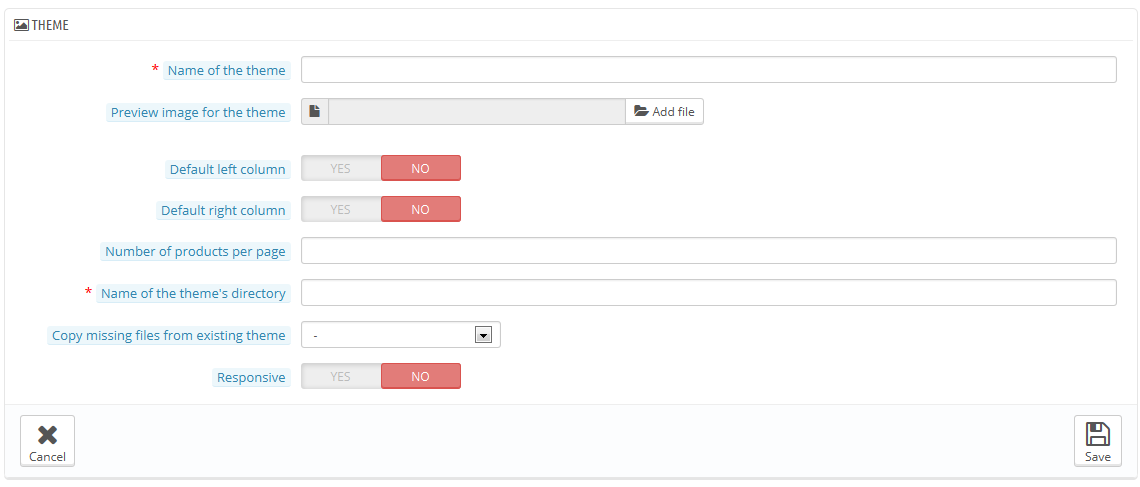 THEME
* Name of the theme
Preview image for the theme Add file
Default left column YES NO
Default right column YES NO
Number of products per page
* Name of the theme's directory
Copy missing files from existing theme -
Responsive YES NO
Cancel Save